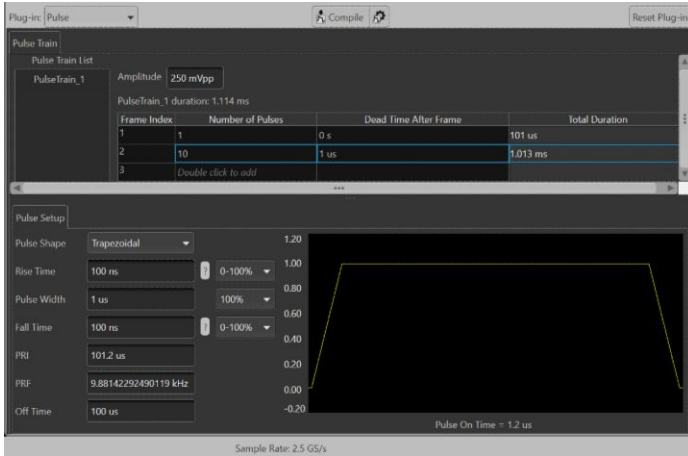 Plug-in: Pulse Compile Reset Plug-in
Pulse Train
Pulse Train List
PulseTrain_1
Amplitude 250 mVpp
PulseTrain_1 duration: 1.114 ms
Frame Index Number of Pulses Dead Time After Frame Total Duration
1 1 0 s 101 us
2 10 1 us 1.013 ms
3 Double click to add
Pulse Setup
Pulse Shape Trapezoidal
Rise Time 100 ns ? 0-100%
Pulse Width 1 us 100%
Fall Time 100 ns ? 0-100%
PRI 101.2 us
PRF 9.88142292490119 kHz
Off Time 100 us
1.20
1.00
0.80
0.60
0.40
0.20
0.00
-0.20
Pulse On Time = 1.2 us
Sample Rate: 2.5 GS/s